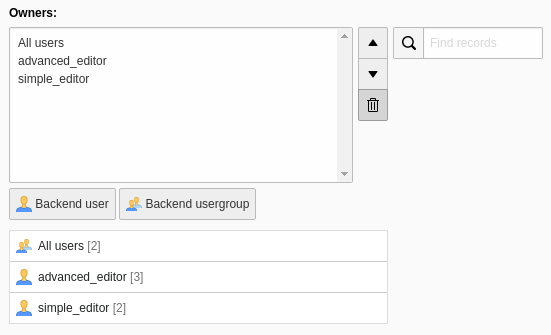 Owners:
All users
advanced_editor
simple_editor
Find records
Backend user
Backend usergroup
All users [2]
advanced_editor [3]
simple_editor [2]